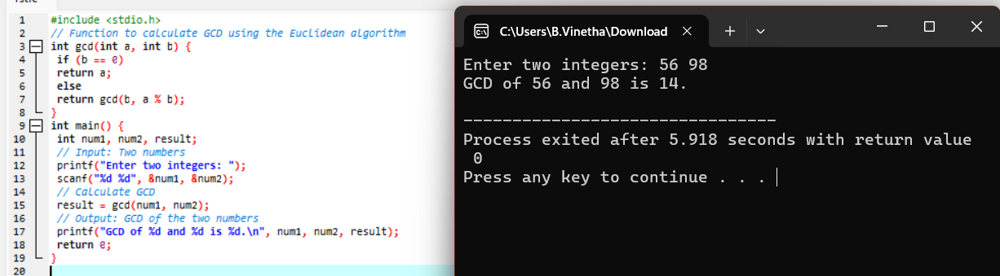 1 #include <stdio.h>
2 // Function to calculate GCD using the Euclidean algorithm
3 int gcd(int a, int b) {
4 if (b == 0)
5 return a;
6 else
7 return gcd(b, a % b);
8 }
9 int main() {
10 int num1, num2, result;
11 // Input: Two numbers
12 printf("Enter two integers: ");
13 scanf("%d %d", &num1, &num2);
14 // Calculate GCD
15 result = gcd(num1, num2);
16 // Output: GCD of the two numbers
17 printf("GCD of %d and %d is %d.\n", num1, num2, result);
18 return 0;
19 }
20
C:\Users\B.Vinetha\Download
Enter two integers: 56 98
GCD of 56 and 98 is 14.
--------------------------------
Process exited after 5.918 seconds with return value
0
Press any key to continue . . .